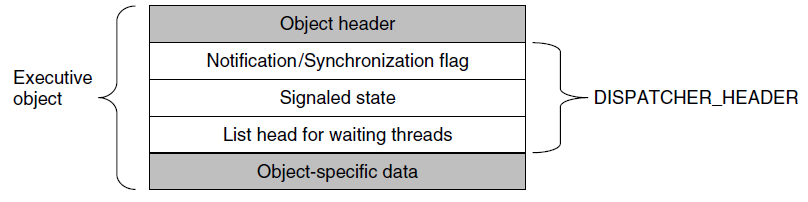 Object header
Notification/Synchronization flag
Executive
object
Signaled state
DISPATCHER_HEADER
List head for waiting threads
Object-specific data